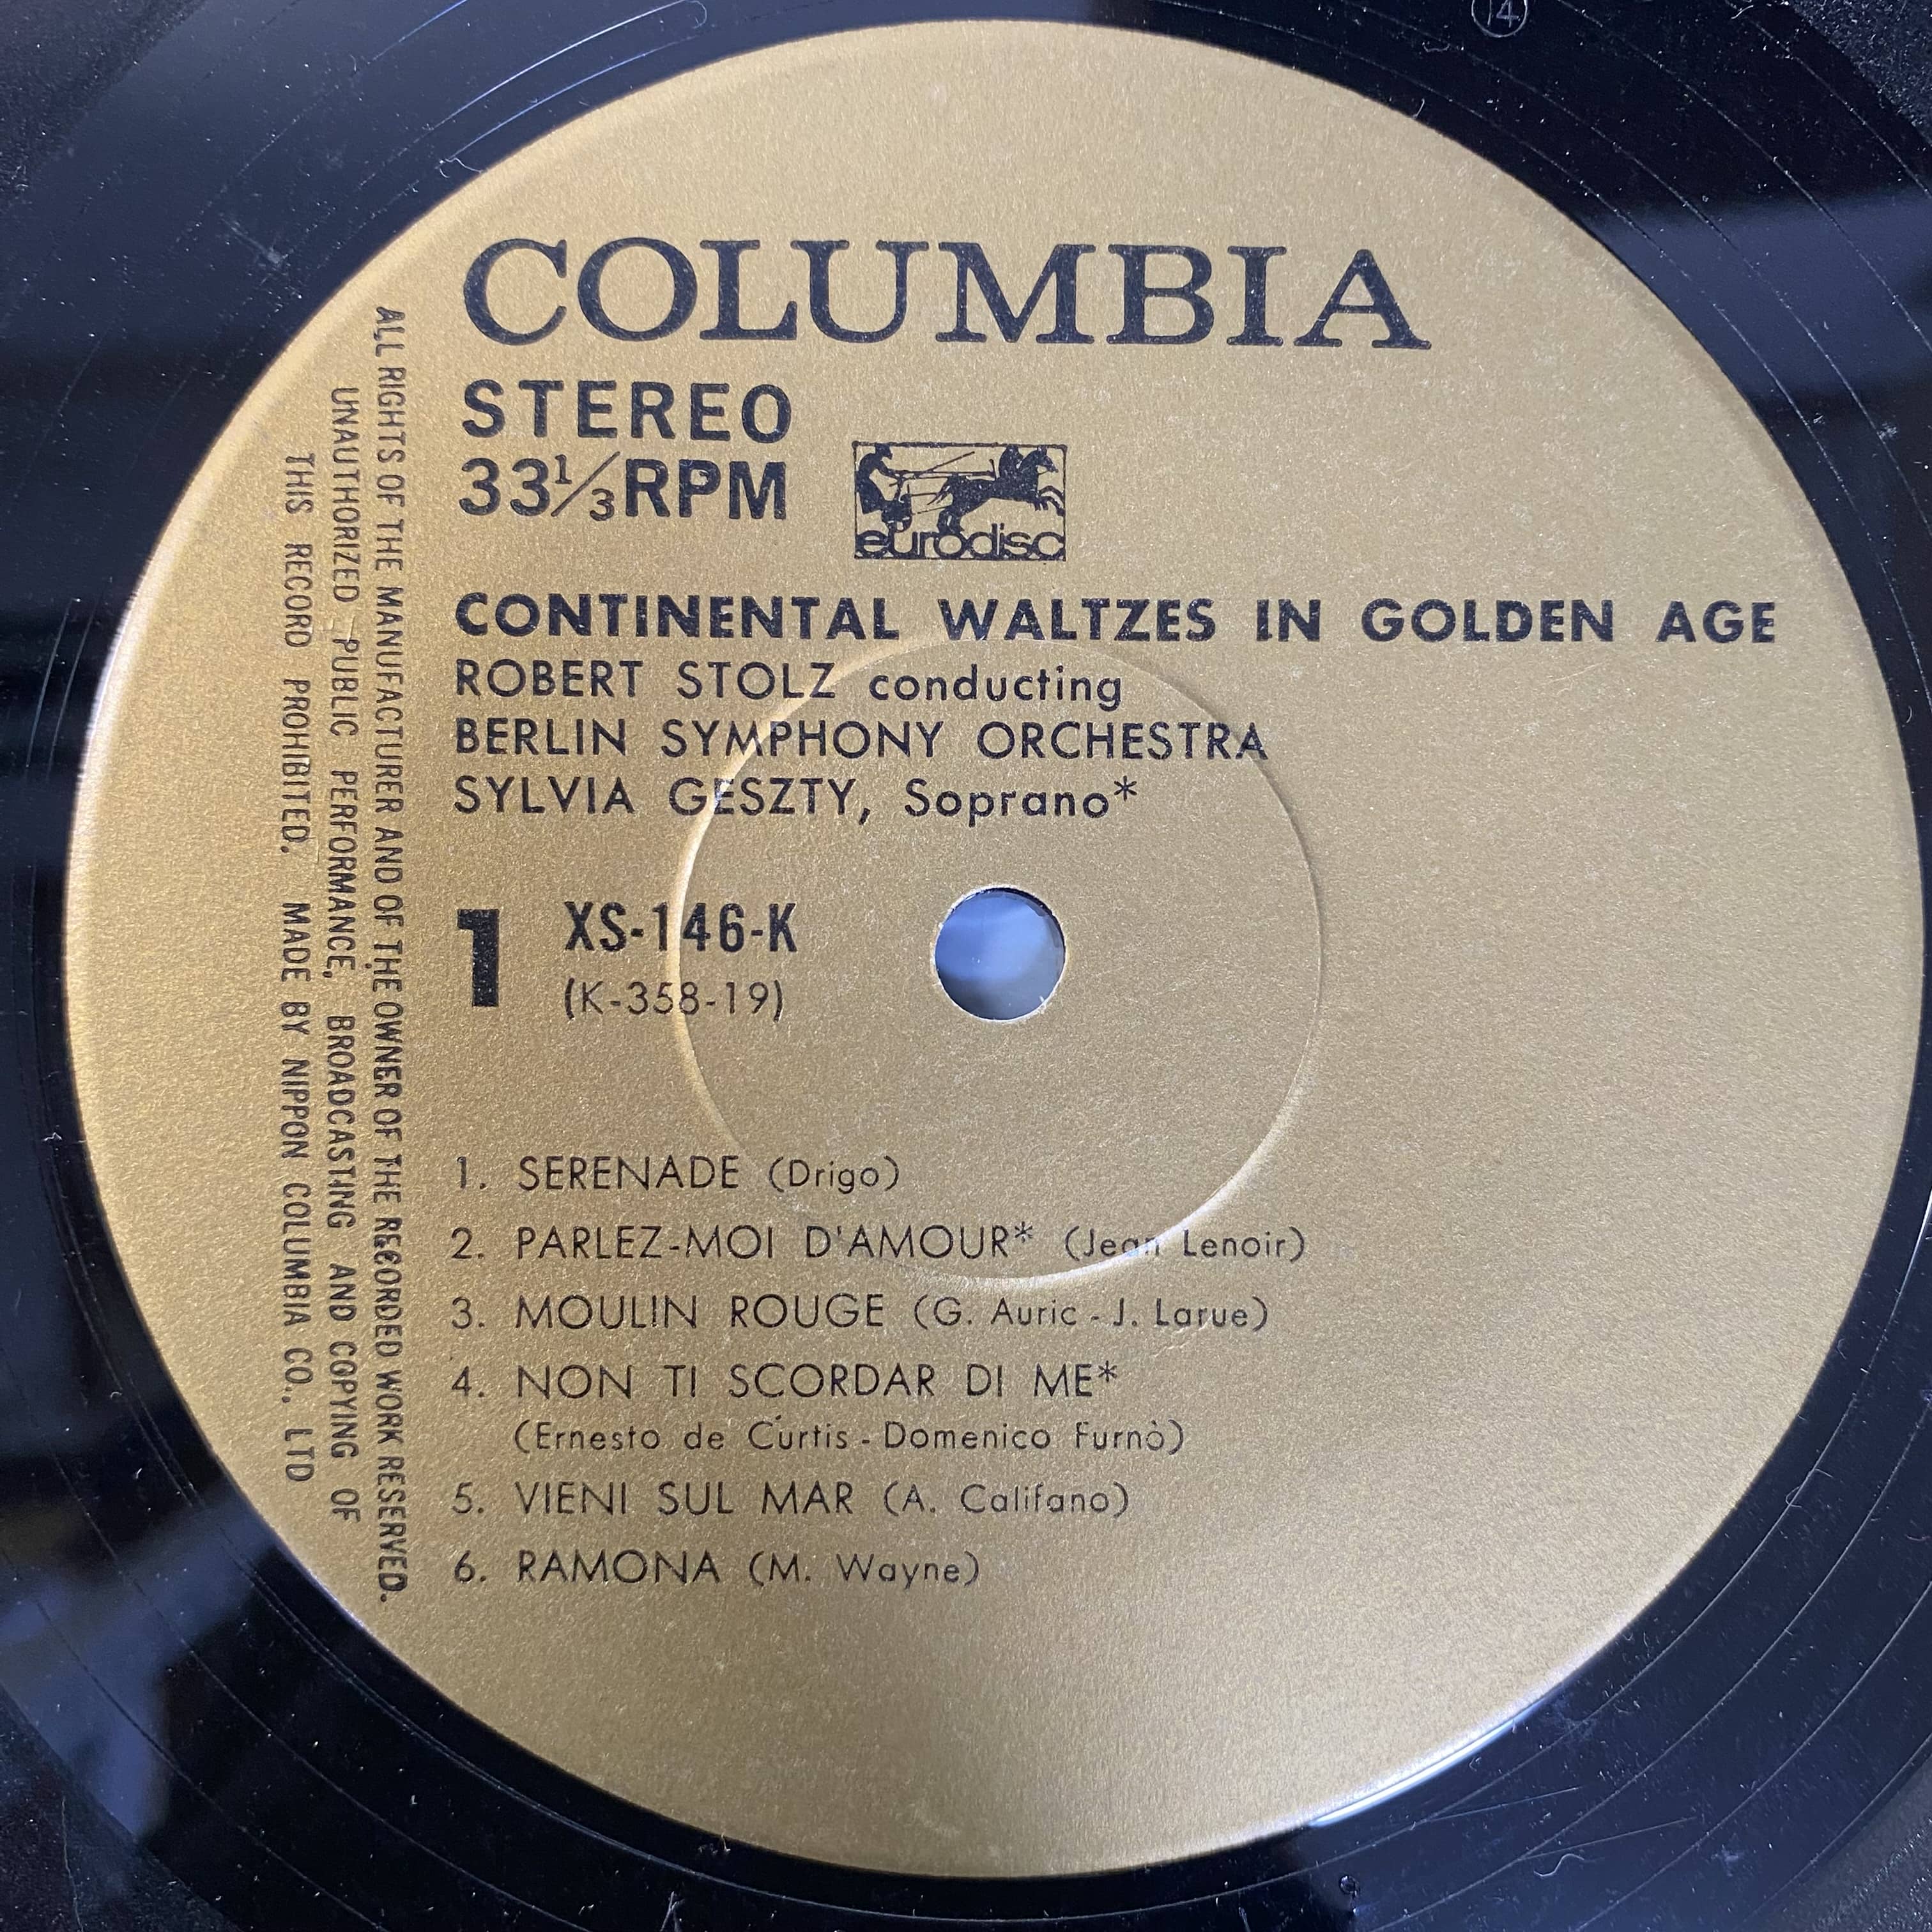 COLUMBIA
STEREO
33⅓ RPM
eurodisc
CONTINENTAL WALTZES IN GOLDEN AGE
ROBERT STOLZ conducting
BERLIN SYMPHONY ORCHESTRA
SYLVIA GESZTY, Soprano*
1 XS-146-K
(K-358-19)
1. SERENADE (Drigo)
2. PARLEZ-MOI D'AMOUR* (Jean Lenoir)
3. MOULIN ROUGE (G. Auric - J. Larue)
4. NON TI SCORDAR DI ME*
(Ernesto de Curtis - Domenico Furnò)
5. VIENI SUL MAR (A. Califano)
6. RAMONA (M. Wayne)
ALL RIGHTS OF THE MANUFACTURER AND OF THE OWNER OF THE RECORDED WORK RESERVED.
UNAUTHORIZED PUBLIC PERFORMANCE, BROADCASTING AND COPYING OF
THIS RECORD PROHIBITED. MADE BY NIPPON COLUMBIA CO., LTD
14